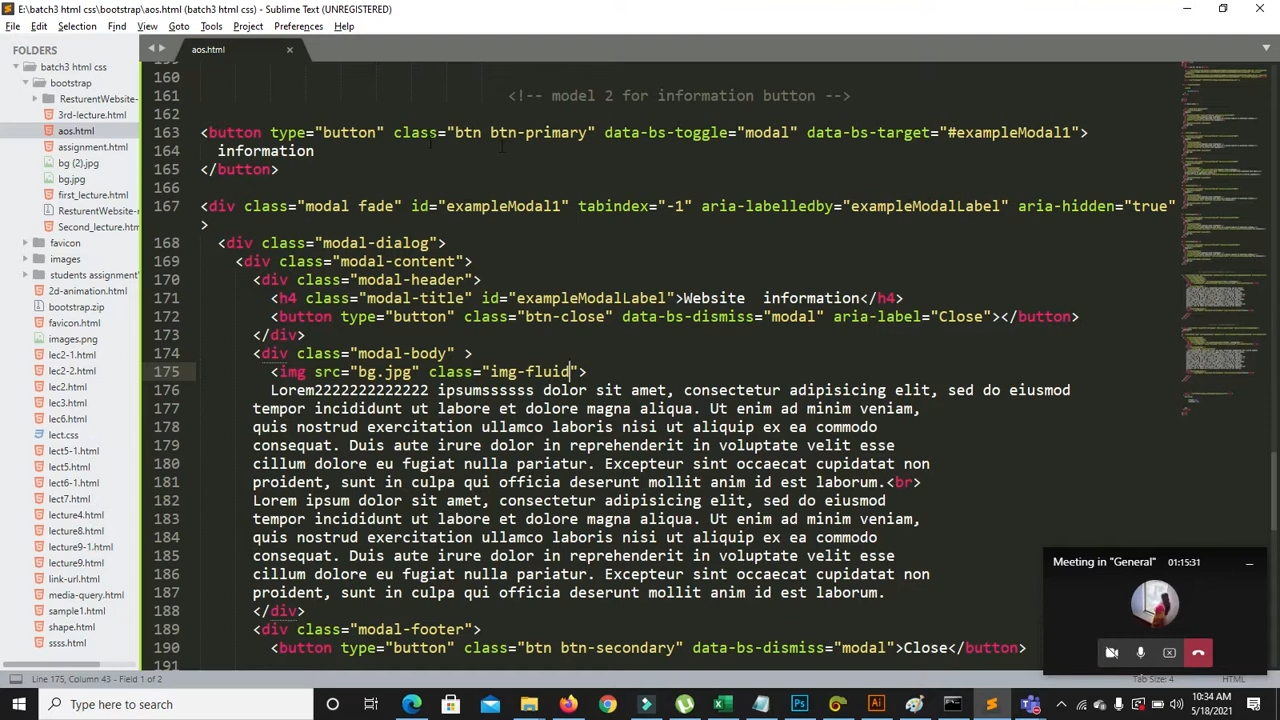 E:\batch3 html css\bootstrap\aos.html (batch3 html css) - Sublime Text (UNREGISTERED)
File Edit Selection Find View Goto Tools Project Preferences Help
FOLDERS
batch3 html css
bootstrap
ResturentWebsite-
3rd-lecture.html
aos.html
assignment.html
bg (2).jpg
bg.jpg
first_lecture.html
ResturentWebsite-r
Second_lecture.htm
favicon
images
students assignment'
2d-animation.html
bootstrap.zip
favicon.html
images.png
lec2-1.html
lec2-2.html
lec2.html
lec3.html
lec6.html
lect.css
lect5-1.html
lect5.html
lect6-1.html
lect7.html
lecture4.html
lecture8.html
lecture9-1.html
lecture9.html
link-url.html
media-query.html
sample1.html
shape.html
ssss.html
aos.html
160
161 <!-- model 2 for information button -->
162
163 <button type="button" class="btn btn-primary" data-bs-toggle="modal" data-bs-target="#exampleModal1">
164 information
165 </button>
166
167 <div class="modal fade" id="exampleModal1" tabindex="-1" aria-labelledby="exampleModalLabel" aria-hidden="true"
>
168 <div class="modal-dialog">
169 <div class="modal-content">
170 <div class="modal-header">
171 <h4 class="modal-title" id="exampleModalLabel">Website information</h4>
172 <button type="button" class="btn-close" data-bs-dismiss="modal" aria-label="Close"></button>
173 </div>
174 <div class="modal-body" >
175 <img src="bg.jpg" class="img-fluid">
176 Lorem2222222222222 ipsumssss dolor sit amet, consectetur adipisicing elit, sed do eiusmod
177 tempor incididunt ut labore et dolore magna aliqua. Ut enim ad minim veniam,
178 quis nostrud exercitation ullamco laboris nisi ut aliquip ex ea commodo
179 consequat. Duis aute irure dolor in reprehenderit in voluptate velit esse
180 cillum dolore eu fugiat nulla pariatur. Excepteur sint occaecat cupidatat non
181 proident, sunt in culpa qui officia deserunt mollit anim id est laborum.<br>
182 Lorem ipsum dolor sit amet, consectetur adipisicing elit, sed do eiusmod
183 tempor incididunt ut labore et dolore magna aliqua. Ut enim ad minim veniam,
184 quis nostrud exercitation ullamco laboris nisi ut aliquip ex ea commodo
185 consequat. Duis aute irure dolor in reprehenderit in voluptate velit esse
186 cillum dolore eu fugiat nulla pariatur. Excepteur sint occaecat cupidatat non
187 proident, sunt in culpa qui officia deserunt mollit anim id est laborum.
188 </div>
189 <div class="modal-footer">
190 <button type="button" class="btn btn-secondary" data-bs-dismiss="modal">Close</button>
191
Meeting in "General" 01:15:31
Line 175, Column 43 - Field 1 of 2
Tab Size: 4 HTML
Type here to search
10:34 AM
5/18/2021